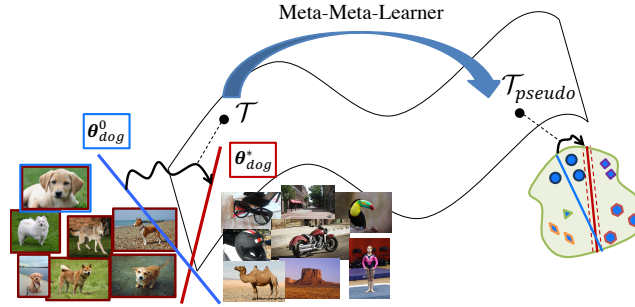 Meta-Meta-Learner
𝒯
𝒯pseudo
θ⁰dog
θ*dog